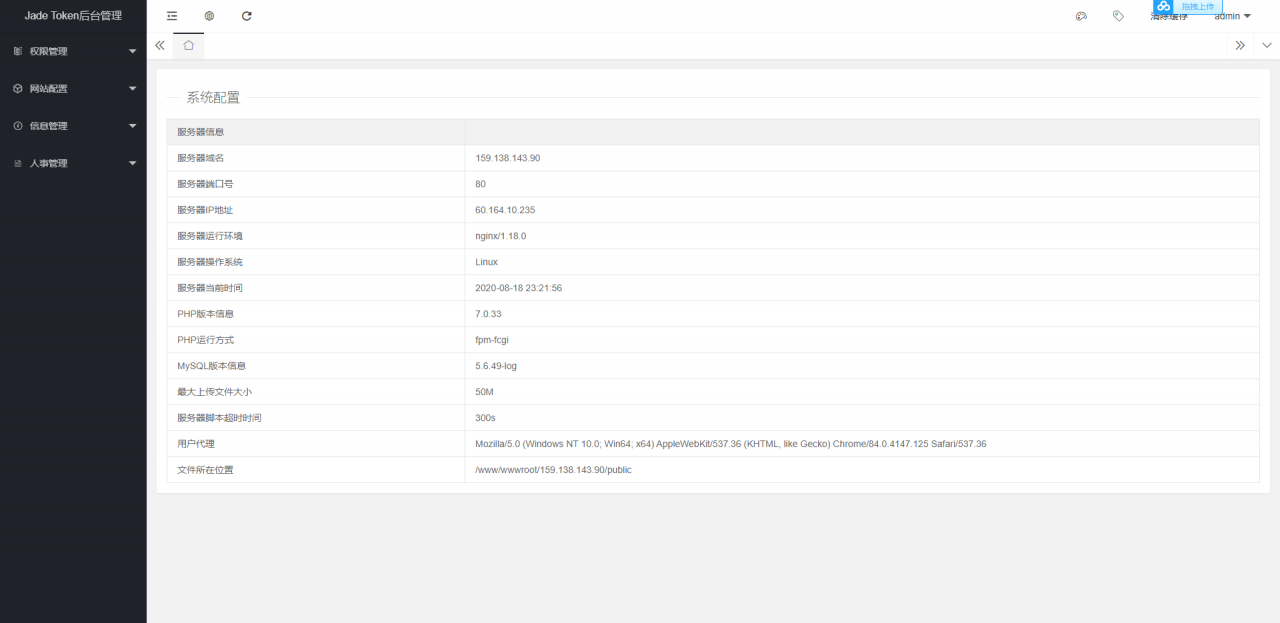 Jade Token后台管理
拖拽上传
清除缓存
admin
权限管理
网站配置
信息管理
人事管理
系统配置
服务器信息
服务器域名 159.138.143.90
服务器端口号 80
服务器IP地址 60.164.10.235
服务器运行环境 nginx/1.18.0
服务器操作系统 Linux
服务器当前时间 2020-08-18 23:21:56
PHP版本信息 7.0.33
PHP运行方式 fpm-fcgi
MySQL版本信息 5.6.49-log
最大上传文件大小 50M
服务器脚本超时时间 300s
用户代理 Mozilla/5.0 (Windows NT 10.0; Win64; x64) AppleWebKit/537.36 (KHTML, like Gecko) Chrome/84.0.4147.125 Safari/537.36
文件所在位置 /www/wwwroot/159.138.143.90/public